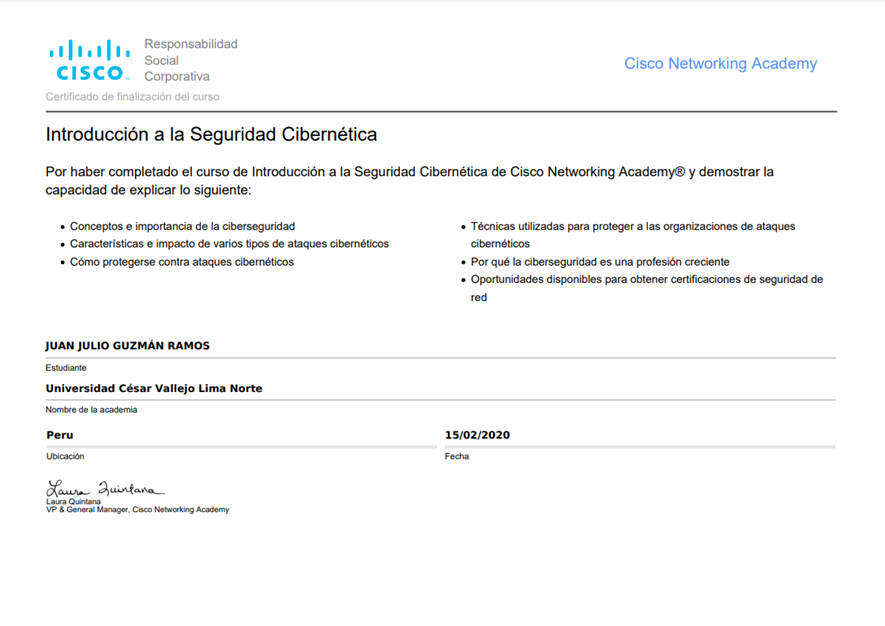 CISCO
Responsabilidad
Social
Corporativa
Cisco Networking Academy
Certificado de finalización del curso
Introducción a la Seguridad Cibernética
Por haber completado el curso de Introducción a la Seguridad Cibernética de Cisco Networking Academy® y demostrar la
capacidad de explicar lo siguiente:
• Conceptos e importancia de la ciberseguridad
• Características e impacto de varios tipos de ataques cibernéticos
• Cómo protegerse contra ataques cibernéticos
• Técnicas utilizadas para proteger a las organizaciones de ataques
cibernéticos
• Por qué la ciberseguridad es una profesión creciente
• Oportunidades disponibles para obtener certificaciones de seguridad de
red
JUAN JULIO GUZMÁN RAMOS
Estudiante
Universidad César Vallejo Lima Norte
Nombre de la academia
Peru
Ubicación
15/02/2020
Fecha
Laura Quintana
Laura Quintana
VP & General Manager, Cisco Networking Academy